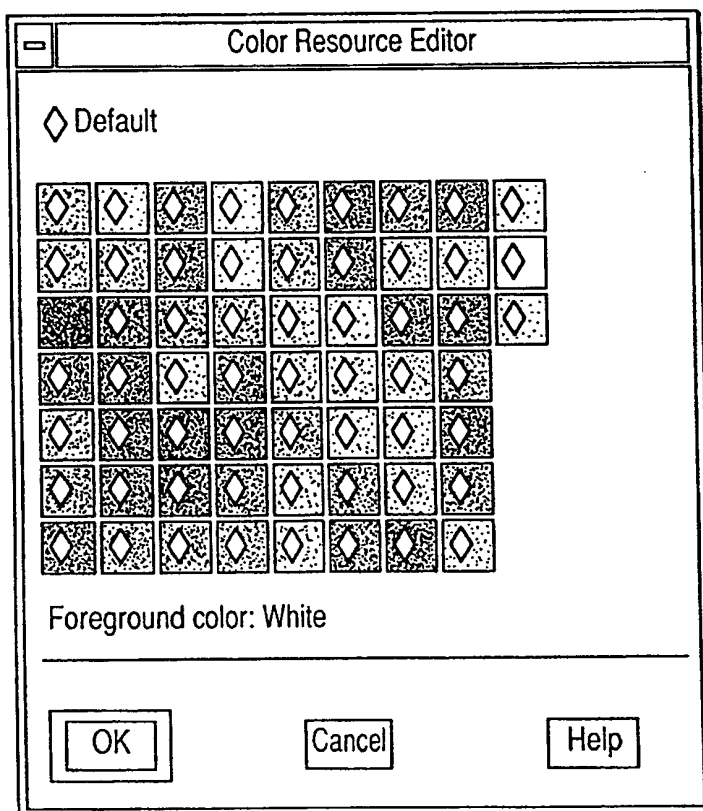 Color Resource Editor
Default
Foreground color: White
OK
Cancel
Help